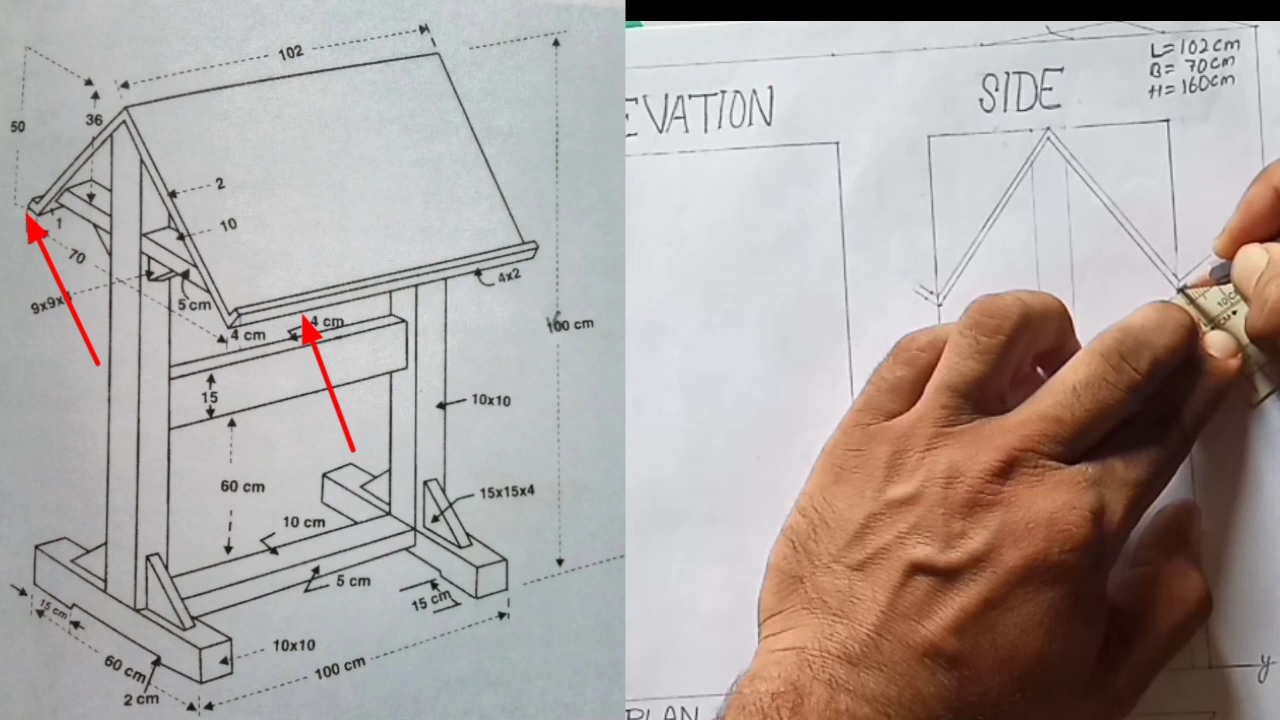 102
50
36
2
1
10
70
5 cm
4x2
4 cm
4 cm
100 cm
15
10x10
60 cm
15x15x4
10 cm
5 cm
15 cm
15 cm
10x10
60 cm
100 cm
2 cm
EVATION
SIDE
L=102cm
B= 70cm
H=160cm
10
CM
y
PLAN